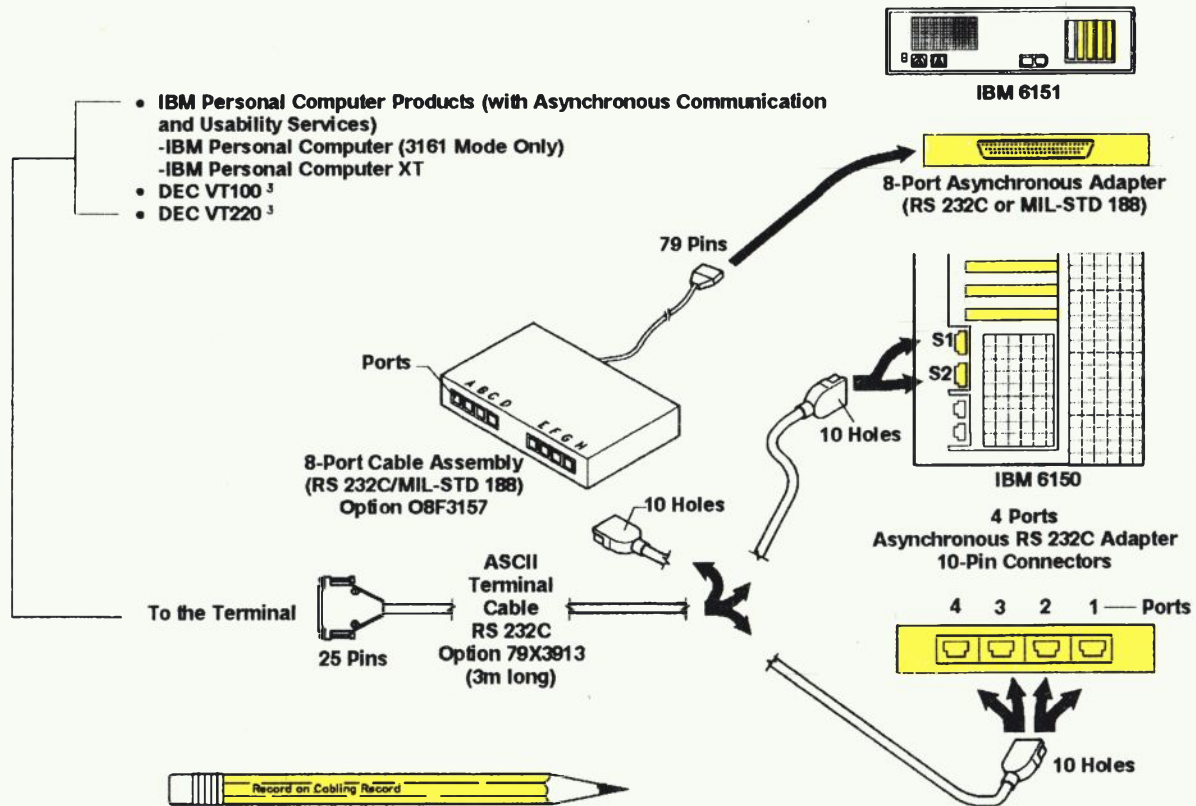 IBM 6151
• IBM Personal Computer Products (with Asynchronous Communication
and Usability Services)
-IBM Personal Computer (3161 Mode Only)
-IBM Personal Computer XT
• DEC VT100 ³
• DEC VT220 ³
8-Port Asynchronous Adapter
(RS 232C or MIL-STD 188)
79 Pins
Ports
A B C D
E F G H
S1
S2
10 Holes
IBM 6150
8-Port Cable Assembly
(RS 232C/MIL-STD 188)
Option O8F3157
10 Holes
4 Ports
Asynchronous RS 232C Adapter
10-Pin Connectors
4 3 2 1 Ports
To the Terminal
25 Pins
ASCII
Terminal
Cable
RS 232C
Option 79X3913
(3m long)
10 Holes
Record on Cabling Record